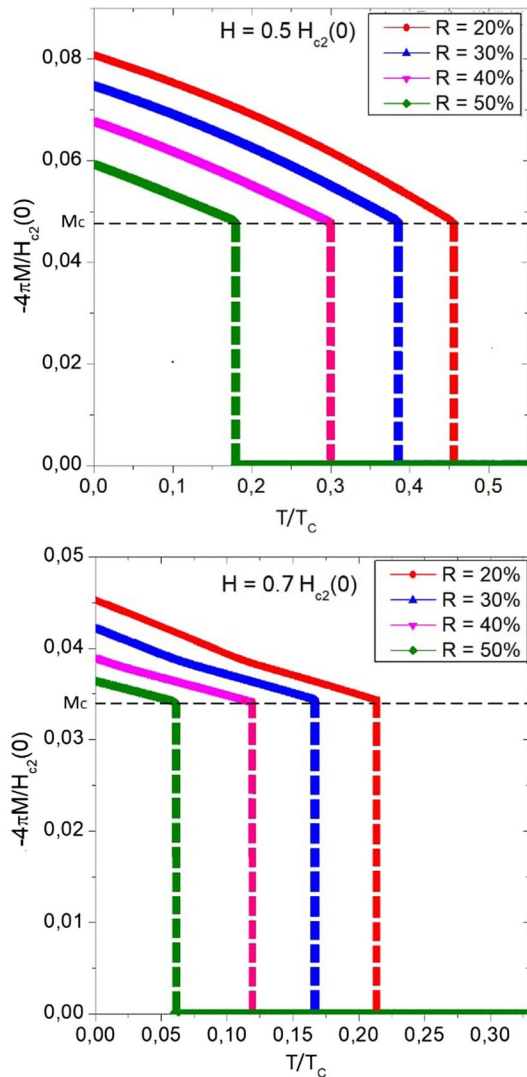 H = 0.5 H_c2(0)
R = 20%
R = 30%
R = 40%
R = 50%
0,08
0,06
Mc
0,04
0,02
0,00
-4πM/H_c2(0)
0,0 0,1 0,2 0,3 0,4 0,5
T/T_C
H = 0.7 H_c2(0)
R = 20%
R = 30%
R = 40%
R = 50%
0,05
0,04
Mc
0,03
0,02
0,01
0,00
-4πM/H_c2(0)
0,00 0,05 0,10 0,15 0,20 0,25 0,30
T/T_C